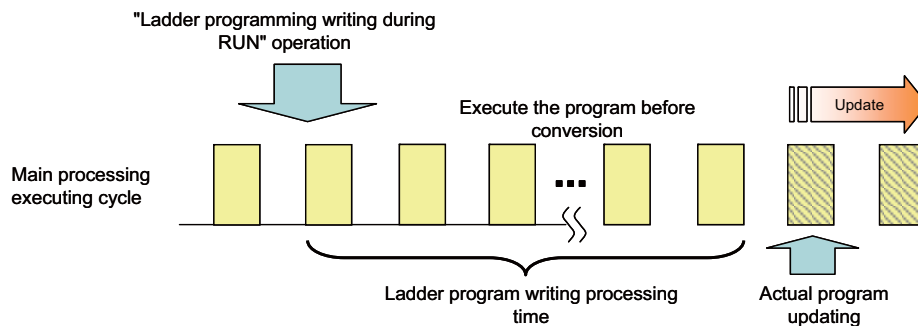 "Ladder programming writing during
RUN" operation
Update
Execute the program before
conversion
Main processing
executing cycle
Ladder program writing processing
time
Actual program
updating